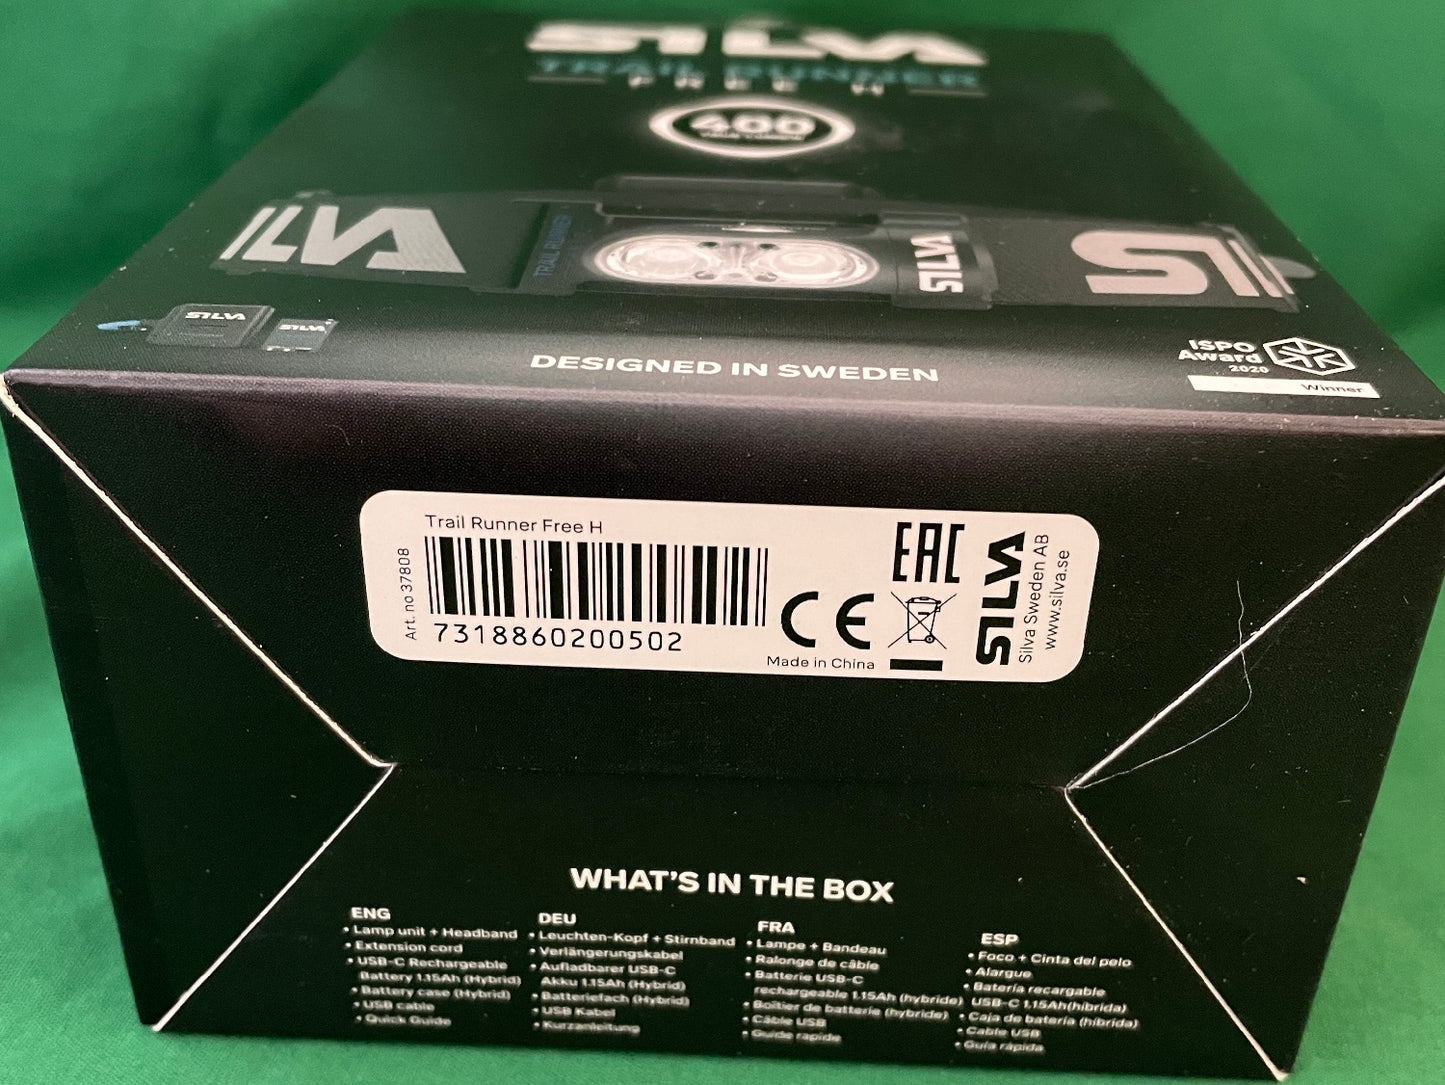 SILVA
TRAIL RUNNER
FREE H
400
ILVA
TRAIL RUNNER
SILVA
SIL
SILVA
SILVA
DESIGNED IN SWEDEN
ISPO
Award
2020
Winner
Trail Runner Free H
Art. no 37808
7318860200502
CE
Made in China
EAC
SILVA
Silva Sweden AB
www.silva.se
WHAT'S IN THE BOX
ENG
• Lamp unit + Headband
• Extension cord
• USB-C Rechargeable
Battery 1.15Ah (Hybrid)
• Battery case (Hybrid)
• USB cable
• Quick Guide
DEU
• Leuchten-Kopf + Stirnband
• Verlängerungskabel
• Aufladbarer USB-C
Akku 1.15Ah (Hybrid)
• Batteriefach (Hybrid)
• USB Kabel
• Kurzanleitung
FRA
• Lampe + Bandeau
• Ralonge de câble
• Batterie USB-C
rechargeable 1.15Ah (hybride)
• Boîtier de batterie (hybride)
• Câble USB
• Guide rapide
ESP
• Foco + Cinta del pelo
• Alargue
• Batería recargable
USB-C 1.15Ah(híbrida)
• Caja de batería (híbrida)
• Cable USB
• Guía rápida